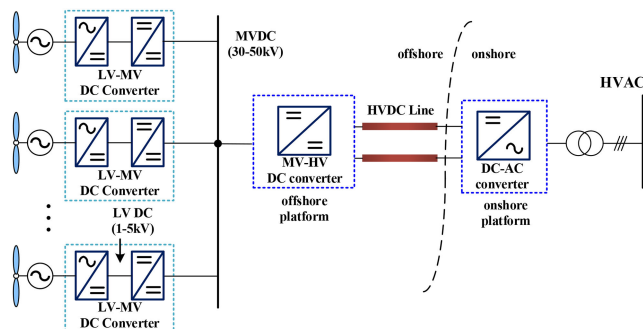 LV-MV
DC Converter
LV-MV
DC Converter
LV DC
(1-5kV)
LV-MV
DC Converter
MVDC
(30-50kV)
MV-HV
DC converter
offshore
platform
HVDC Line
offshore
onshore
DC-AC
converter
onshore
platform
HVAC